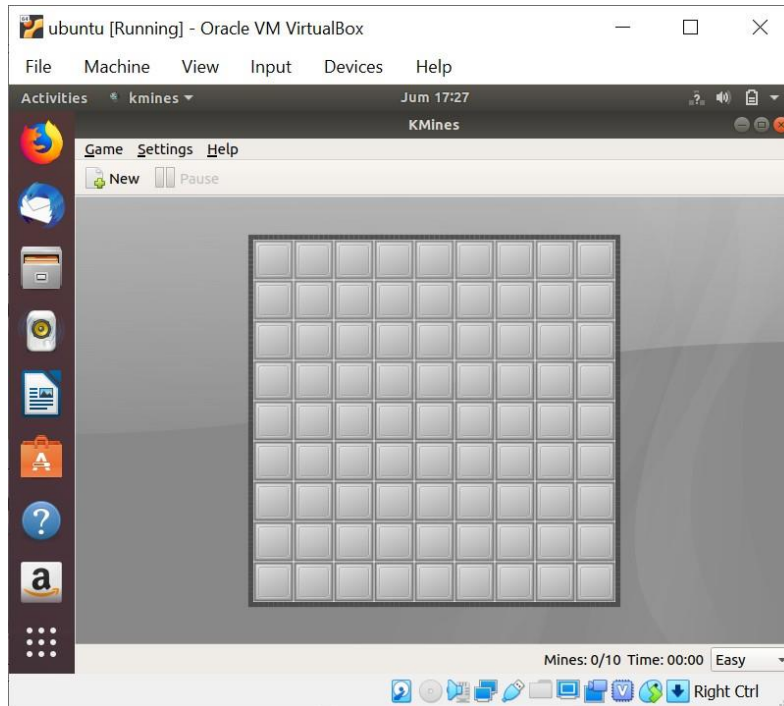 ubuntu [Running] - Oracle VM VirtualBox
File Machine View Input Devices Help
Activities kmines Jum 17:27
KMines
Game Settings Help
New Pause
Mines: 0/10 Time: 00:00 Easy
Right Ctrl